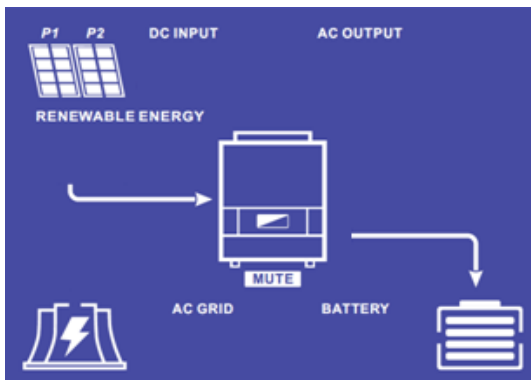 P1 P2 DC INPUT AC OUTPUT
RENEWABLE ENERGY
MUTE
AC GRID BATTERY